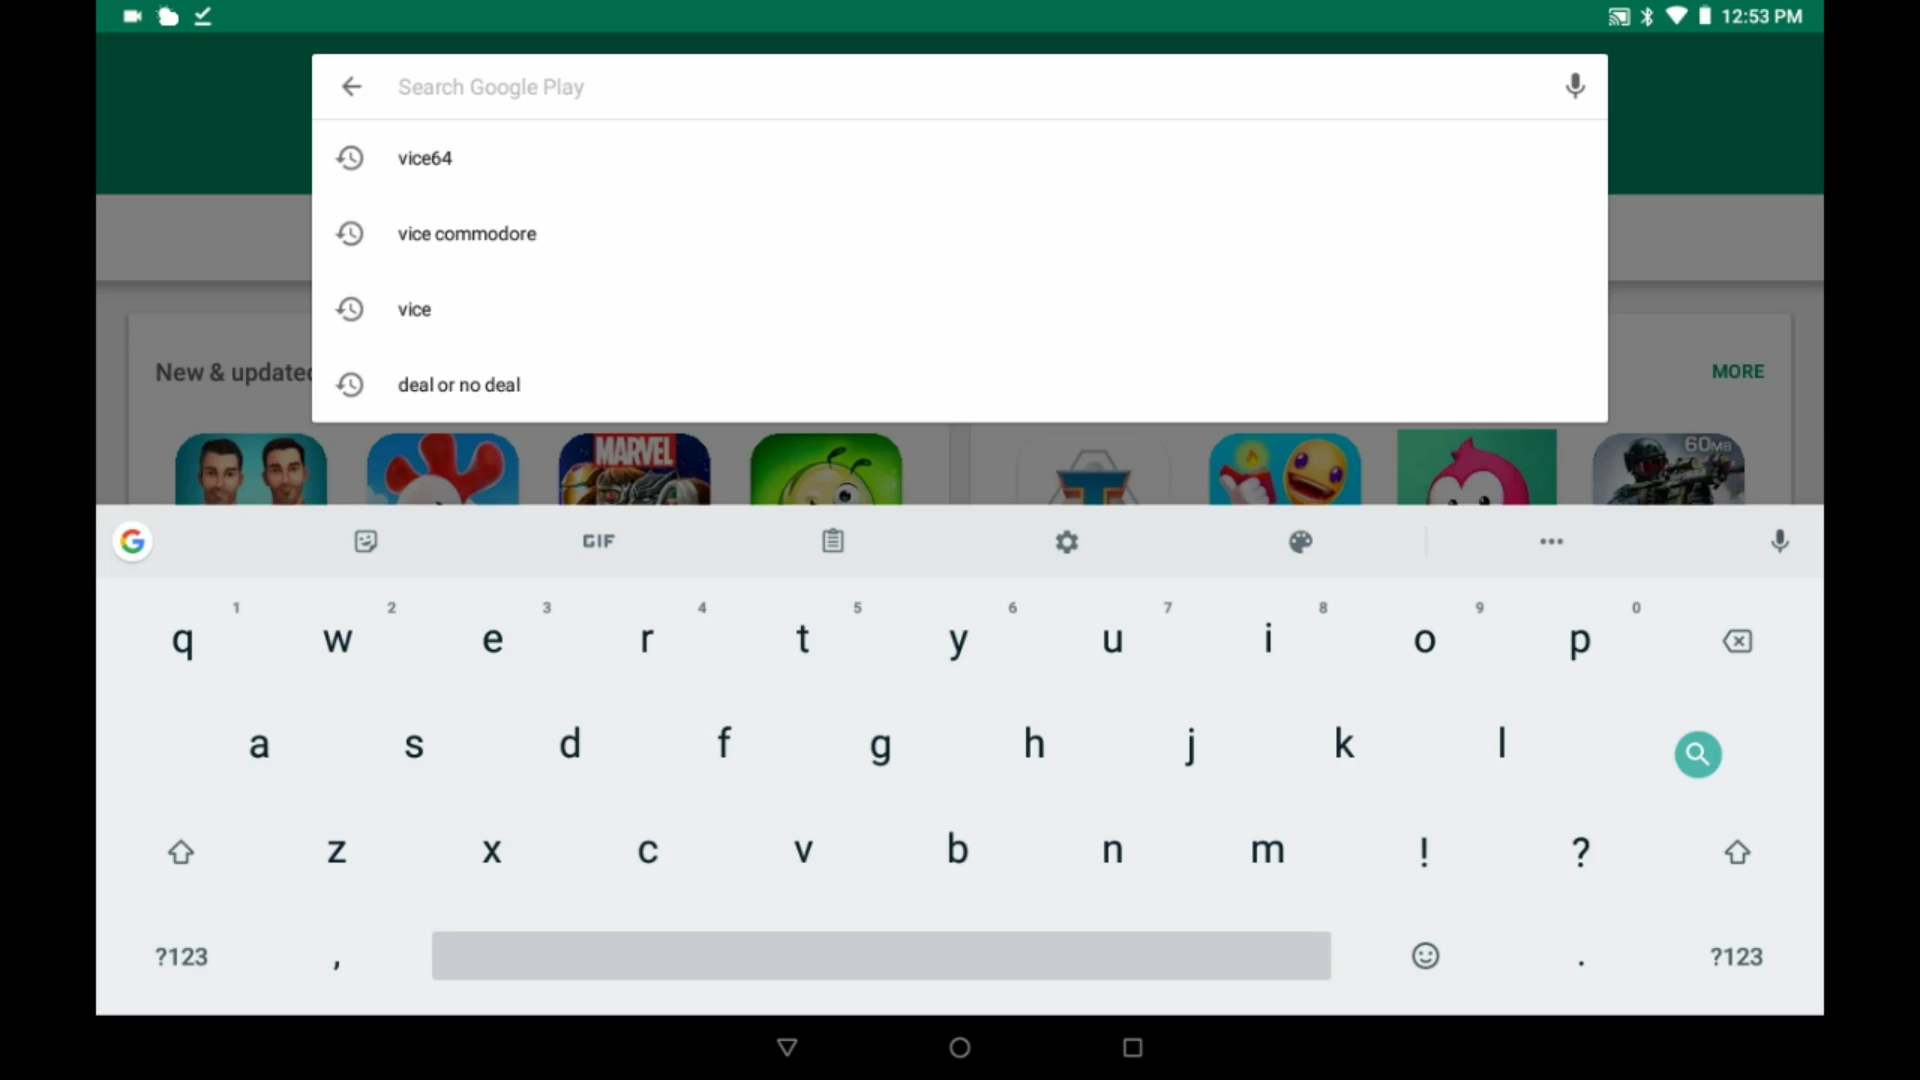 12:53 PM
Search Google Play
vice64
vice commodore
vice
deal or no deal
New & updated
MORE
MARVEL
60MB
G
GIF
1 2 3 4 5 6 7 8 9 0
q w e r t y u i o p
a s d f g h j k l
z x c v b n m ! ?
?123 , . ?123